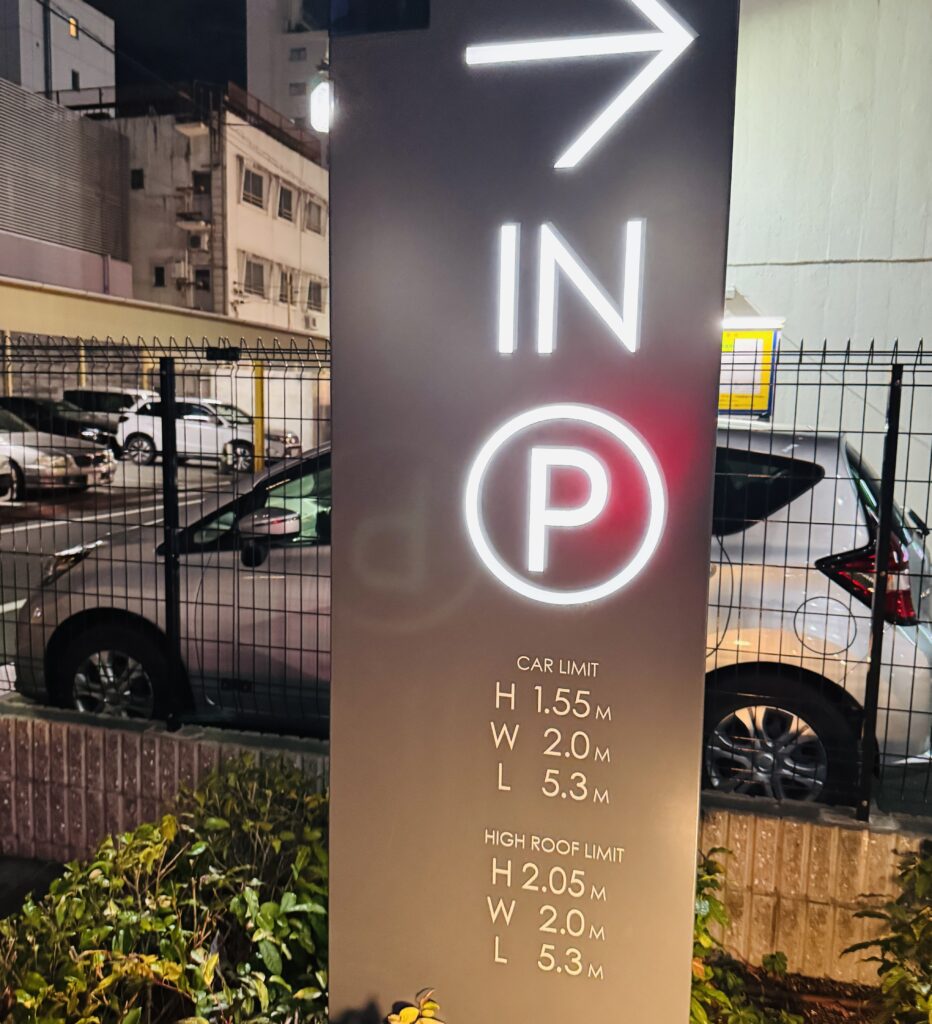 IN
P
CAR LIMIT
H 1.55 M
W 2.0 M
L 5.3 M
HIGH ROOF LIMIT
H 2.05 M
W 2.0 M
L 5.3 M